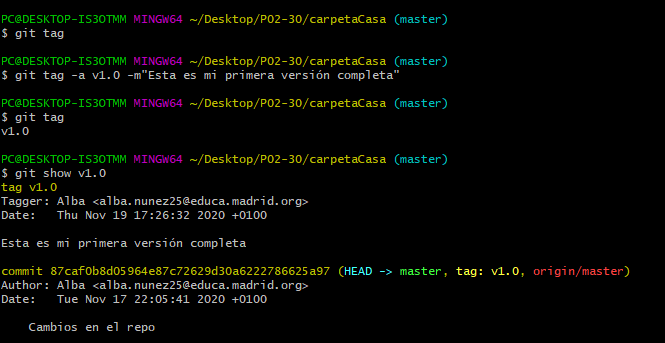 PC@DESKTOP-IS3OTMM MINGW64 ~/Desktop/P02-30/carpetaCasa (master)
$ git tag
PC@DESKTOP-IS3OTMM MINGW64 ~/Desktop/P02-30/carpetaCasa (master)
$ git tag -a v1.0 -m"Esta es mi primera versión completa"
PC@DESKTOP-IS3OTMM MINGW64 ~/Desktop/P02-30/carpetaCasa (master)
$ git tag
v1.0
PC@DESKTOP-IS3OTMM MINGW64 ~/Desktop/P02-30/carpetaCasa (master)
$ git show v1.0
tag v1.0
Tagger: Alba <alba.nunez25@educa.madrid.org>
Date:   Thu Nov 19 17:26:32 2020 +0100
Esta es mi primera versión completa
commit 87caf0b8d05964e87c72629d30a6222786625a97 (HEAD -> master, tag: v1.0, origin/master)
Author: Alba <alba.nunez25@educa.madrid.org>
Date:   Tue Nov 17 22:05:41 2020 +0100
    Cambios en el repo